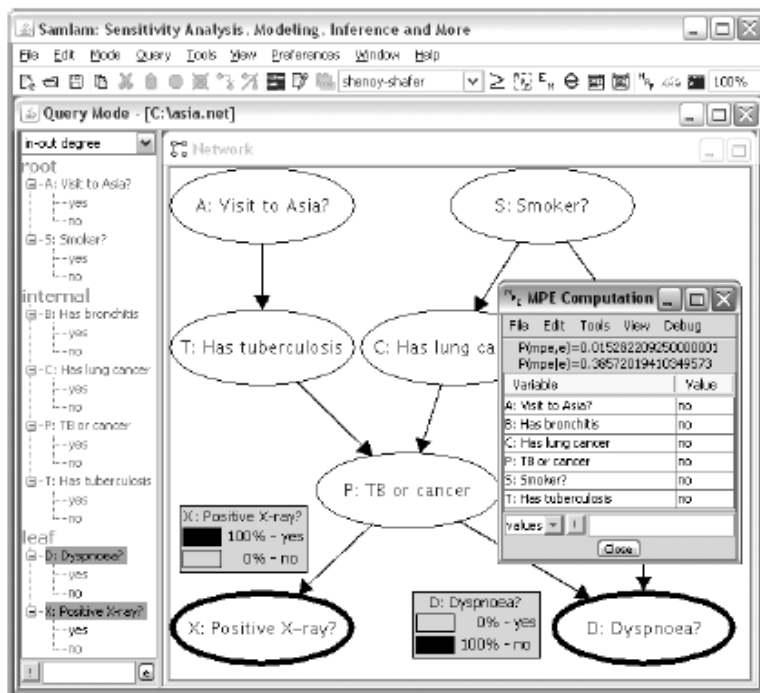 SamIam: Sensitivity Analysis, Modeling, Inference and More
File Edit Mode Query Tools View Preferences Window Help
shenoy-shafer 100%
Query Mode - [C:\asia.net]
in-out degree
root
A: Visit to Asia?
yes
no
S: Smoker?
yes
no
internal
B: Has bronchitis
yes
no
C: Has lung cancer
yes
no
P: TB or cancer
yes
no
T: Has tuberculosis
yes
no
leaf
D: Dyspnoea?
yes
no
X: Positive X-ray?
yes
no
Network
A: Visit to Asia?
S: Smoker?
T: Has tuberculosis
C: Has lung ca
P: TB or cancer
X: Positive X-ray?
100% - yes
0% - no
X: Positive X-ray?
D: Dyspnoea?
0% - yes
100% - no
D: Dyspnoea?
MPE Computation
File Edit Tools View Debug
P(mpe,e)=0.015282209250000001
P(mpe|e)=0.38572019410349573
Variable Value
A: Visit to Asia? no
B: Has bronchitis no
C: Has lung cancer no
P: TB or cancer no
S: Smoker? no
T: Has tuberculosis no
values !
Close